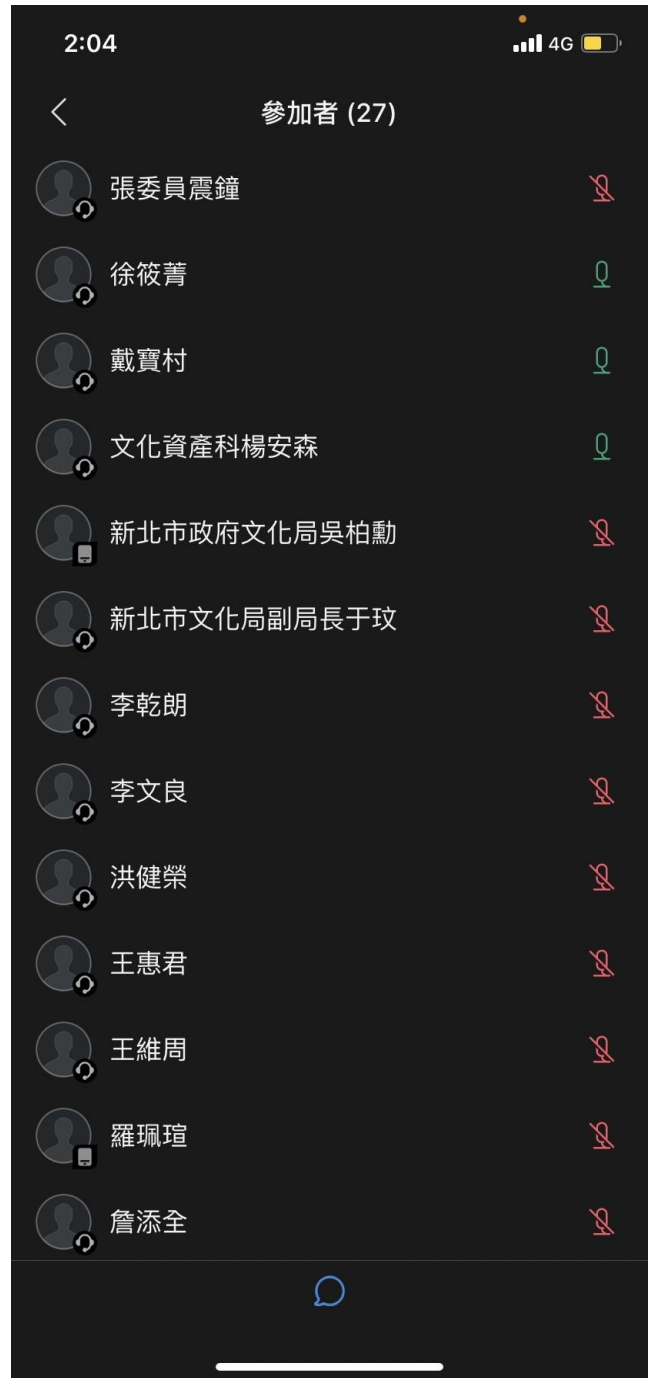 2:04
4G
參加者 (27)
張委員震鐘
徐筱菁
戴寶村
文化資產科楊安森
新北市政府文化局吳柏勳
新北市文化局副局長于玟
李乾朗
李文良
洪健榮
王惠君
王維周
羅珮瑄
詹添全